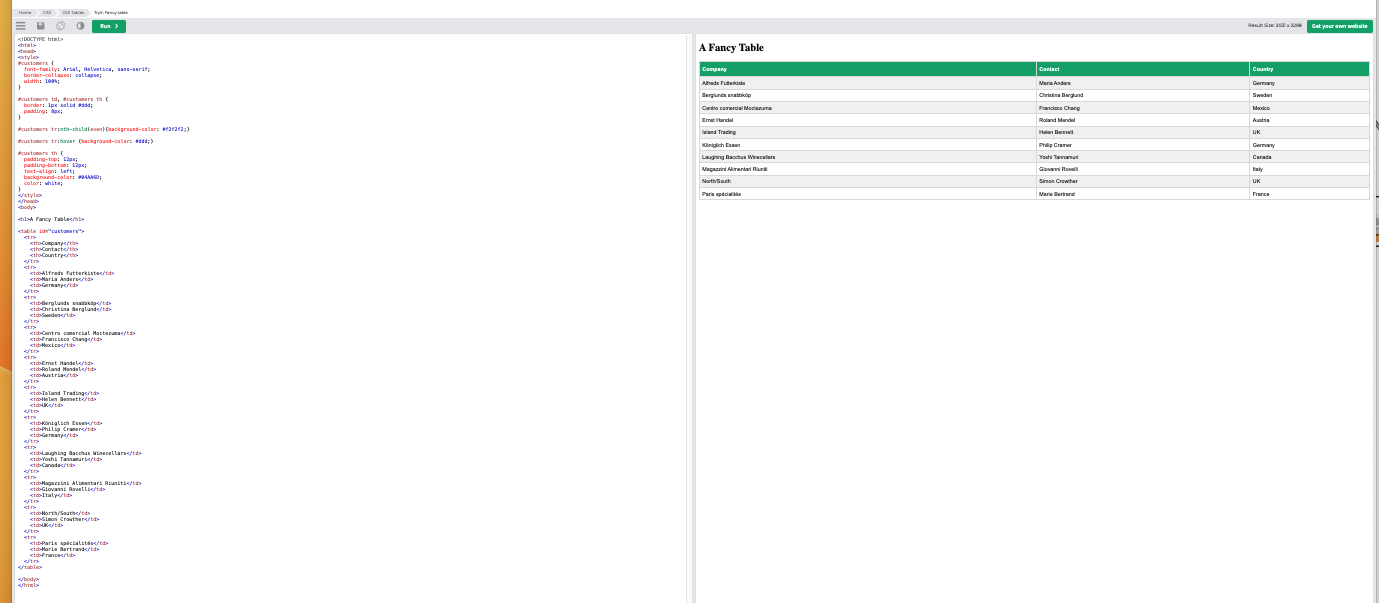 Home CSS CSS Tables Tryit: Fancy table
Run ❯ Result Size: 2031 x 2298 Get your own website
<!DOCTYPE html>
<html>
<head>
<style>
#customers {
  font-family: Arial, Helvetica, sans-serif;
  border-collapse: collapse;
  width: 100%;
}

#customers td, #customers th {
  border: 1px solid #ddd;
  padding: 8px;
}

#customers tr:nth-child(even){background-color: #f2f2f2;}

#customers tr:hover {background-color: #ddd;}

#customers th {
  padding-top: 12px;
  padding-bottom: 12px;
  text-align: left;
  background-color: #04AA6D;
  color: white;
}
</style>
</head>
<body>

<h1>A Fancy Table</h1>

<table id="customers">
  <tr>
    <th>Company</th>
    <th>Contact</th>
    <th>Country</th>
  </tr>
  <tr>
    <td>Alfreds Futterkiste</td>
    <td>Maria Anders</td>
    <td>Germany</td>
  </tr>
  <tr>
    <td>Berglunds snabbköp</td>
    <td>Christina Berglund</td>
    <td>Sweden</td>
  </tr>
  <tr>
    <td>Centro comercial Moctezuma</td>
    <td>Francisco Chang</td>
    <td>Mexico</td>
  </tr>
  <tr>
    <td>Ernst Handel</td>
    <td>Roland Mendel</td>
    <td>Austria</td>
  </tr>
  <tr>
    <td>Island Trading</td>
    <td>Helen Bennett</td>
    <td>UK</td>
  </tr>
  <tr>
    <td>Königlich Essen</td>
    <td>Philip Cramer</td>
    <td>Germany</td>
  </tr>
  <tr>
    <td>Laughing Bacchus Winecellars</td>
    <td>Yoshi Tannamuri</td>
    <td>Canada</td>
  </tr>
  <tr>
    <td>Magazzini Alimentari Riuniti</td>
    <td>Giovanni Rovelli</td>
    <td>Italy</td>
  </tr>
  <tr>
    <td>North/South</td>
    <td>Simon Crowther</td>
    <td>UK</td>
  </tr>
  <tr>
    <td>Paris spécialités</td>
    <td>Marie Bertrand</td>
    <td>France</td>
  </tr>
</table>

</body>
</html>
A Fancy Table
Company Contact Country
Alfreds Futterkiste Maria Anders Germany
Berglunds snabbköp Christina Berglund Sweden
Centro comercial Moctezuma Francisco Chang Mexico
Ernst Handel Roland Mendel Austria
Island Trading Helen Bennett UK
Königlich Essen Philip Cramer Germany
Laughing Bacchus Winecellars Yoshi Tannamuri Canada
Magazzini Alimentari Riuniti Giovanni Rovelli Italy
North/South Simon Crowther UK
Paris spécialités Marie Bertrand France